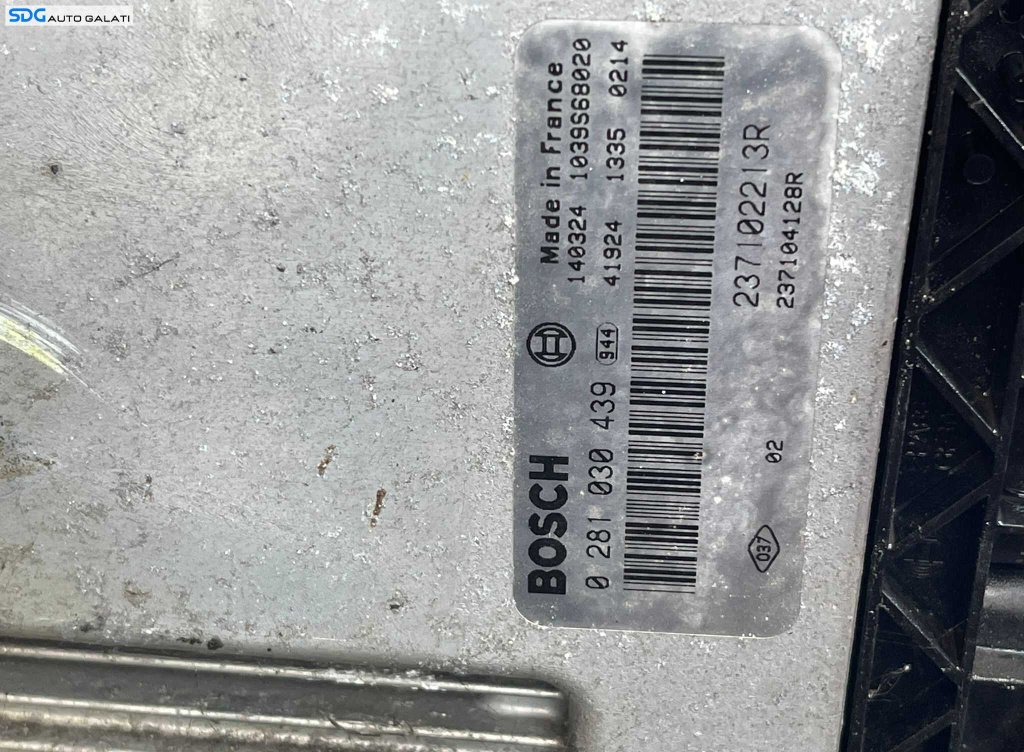 SDG AUTO GALATI
BOSCH
Made in France
0 281 030 439
944
140324 1039S68020
41924 1335 0214
237102213R
037
02
237104128R